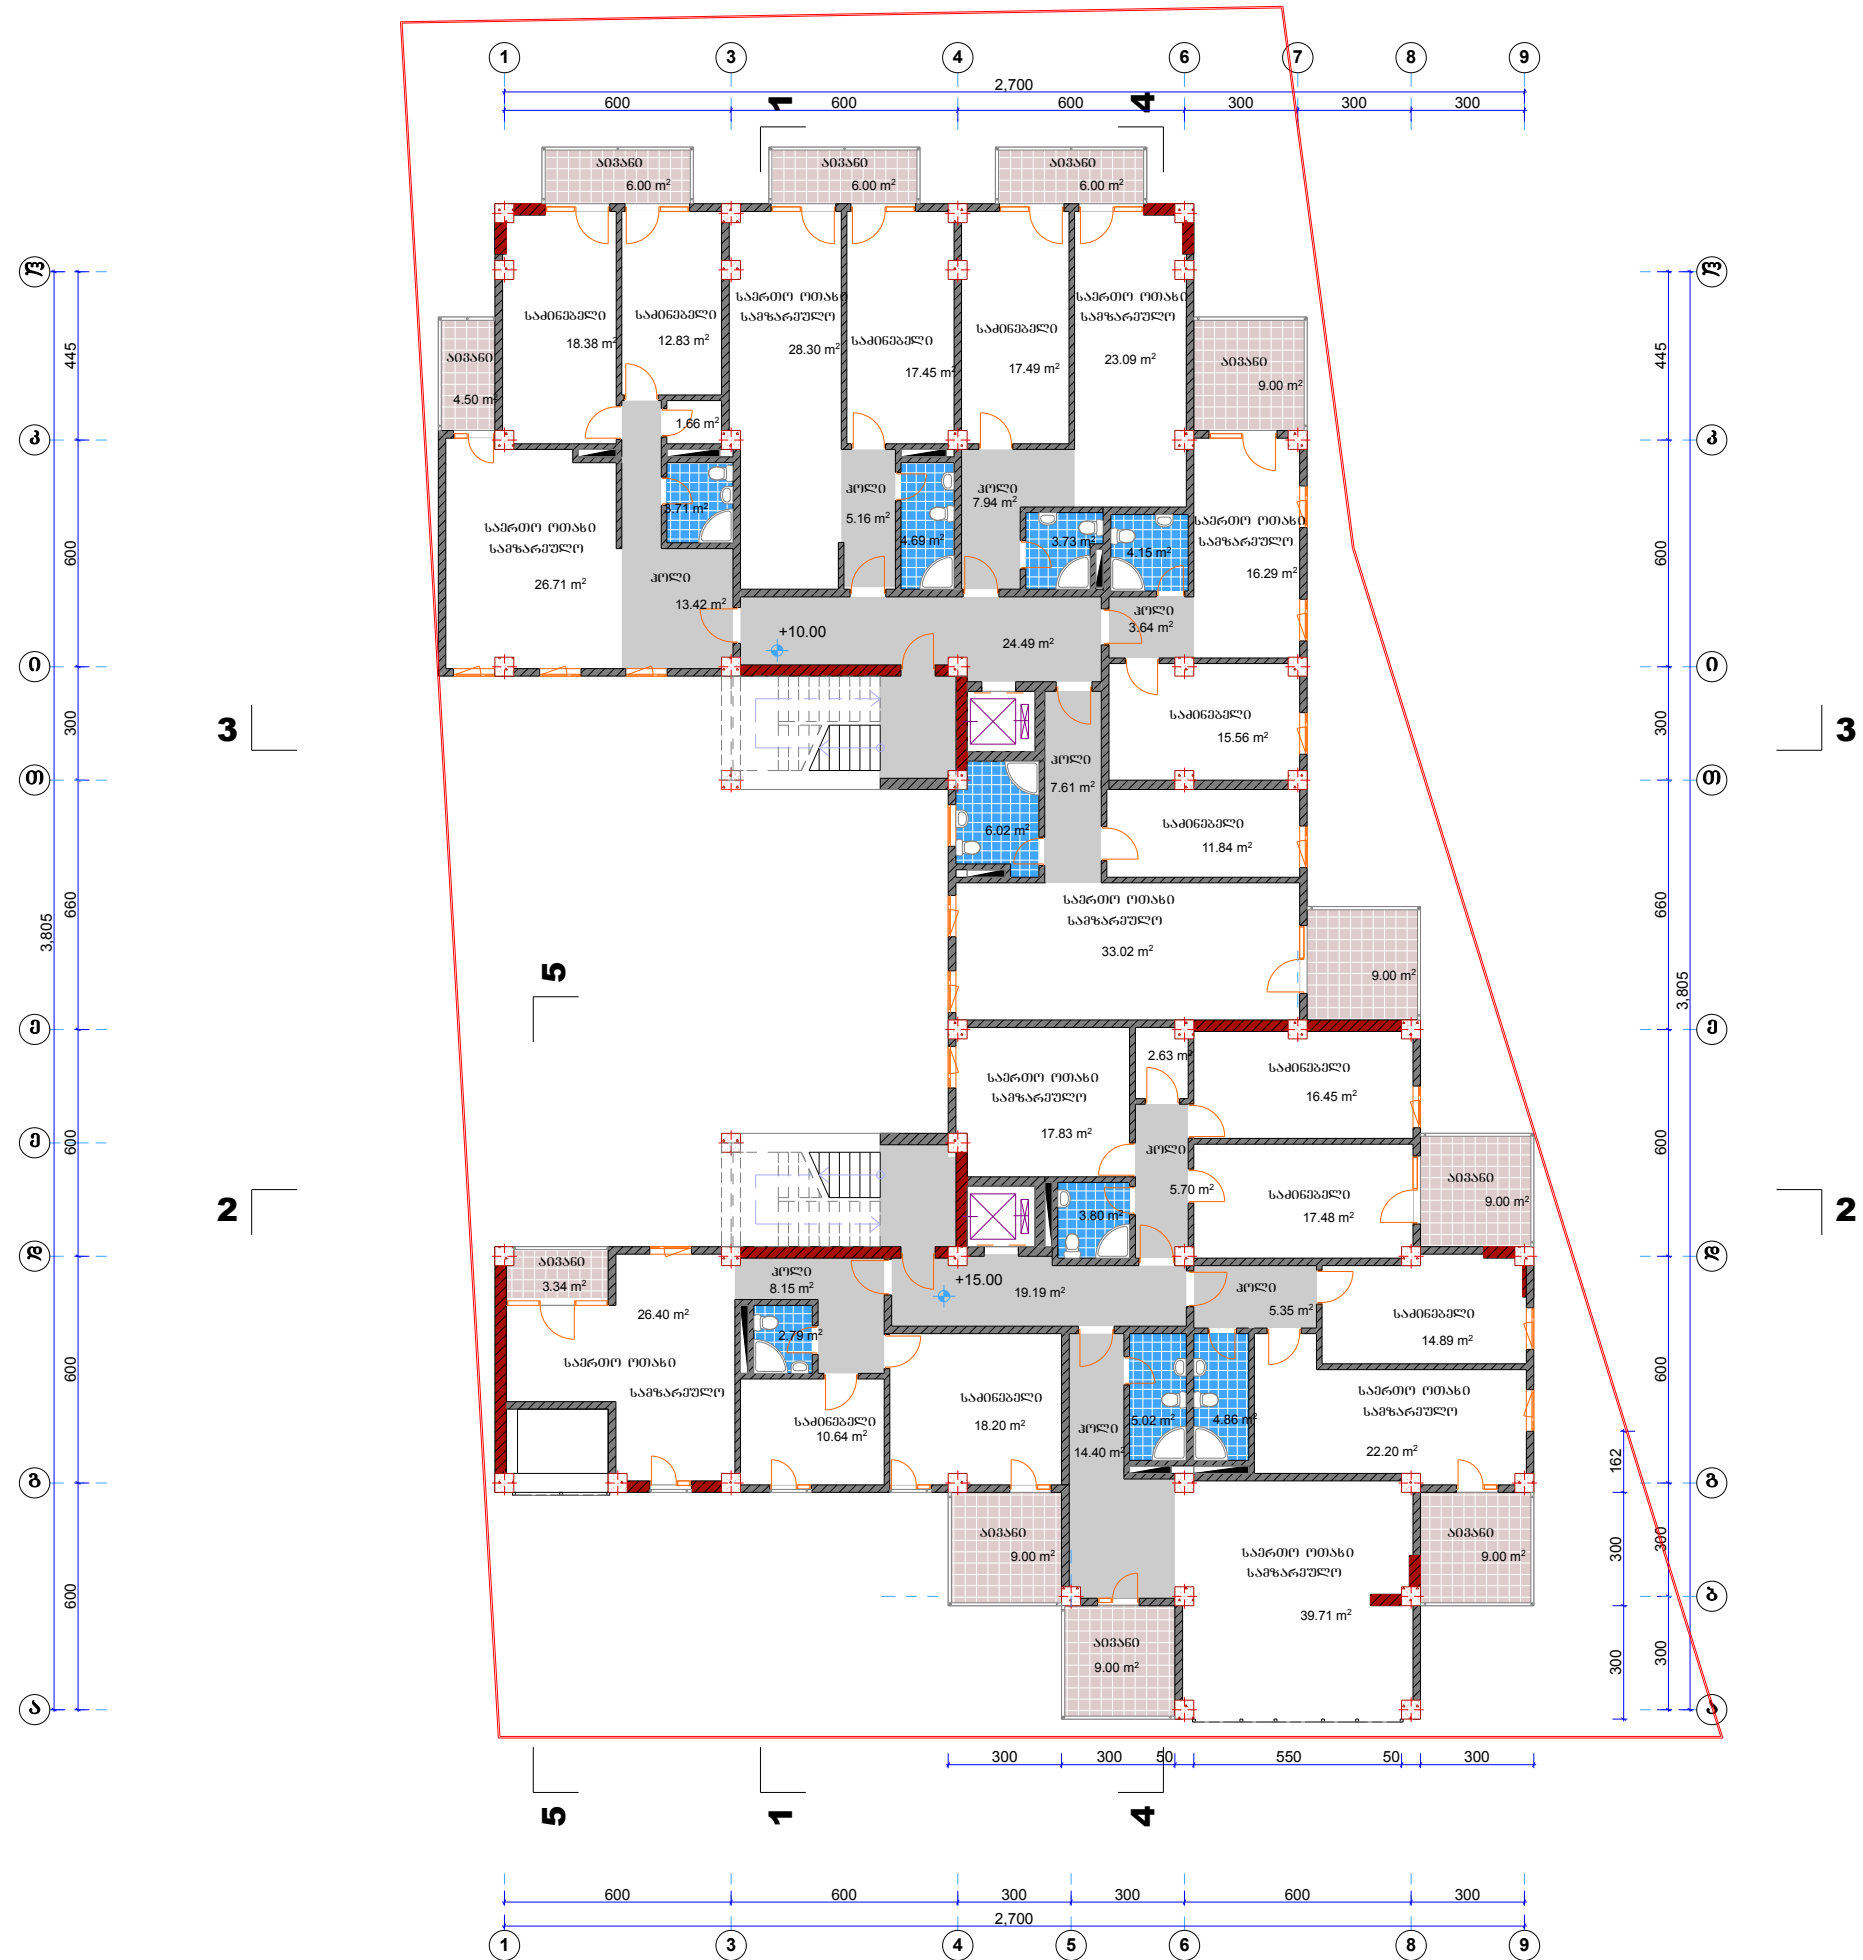 1 3 4 6 7 8 9
2,700
600 600 600 300 300 300
1 4
აივანი აივანი აივანი
6.00 m² 6.00 m² 6.00 m²
საძინებელი
18.38 m²
საძინებელი
12.83 m²
საერთო ოთახი
სამზარეულო
28.30 m²
საძინებელი
17.45 m²
საძინებელი
17.49 m²
საერთო ოთახი
სამზარეულო
23.09 m²
აივანი
4.50 m²
აივანი
9.00 m²
445
445
1.66 m²
საერთო ოთახი
სამზარეულო
26.71 m²
3.71 m²
ჰოლი
13.42 m²
ჰოლი
5.16 m²
4.69 m²
ჰოლი
7.94 m²
3.73 m²
4.15 m²
საერთო ოთახი
სამზარეულო
16.29 m²
600
600
ჰოლი
3.64 m²
+10.00
24.49 m²
3 3
300
300
საძინებელი
15.56 m²
ჰოლი
7.61 m²
6.02 m²
საძინებელი
11.84 m²
660
660
3,805
3,805
საერთო ოთახი
სამზარეულო
33.02 m²
9.00 m²
5
საერთო ოთახი
სამზარეულო
17.83 m²
2.63 m²
საძინებელი
16.45 m²
600
600
ჰოლი
5.70 m²
საძინებელი
17.48 m²
აივანი
9.00 m²
3.80 m²
2 2
აივანი
3.34 m²
26.40 m²
საერთო ოთახი
სამზარეულო
ჰოლი
8.15 m²
2.79 m²
+15.00
19.19 m²
ჰოლი
5.35 m²
საძინებელი
14.89 m²
600
600
საძინებელი
10.64 m²
საძინებელი
18.20 m²
ჰოლი
14.40 m²
5.02 m²
4.86 m²
საერთო ოთახი
სამზარეულო
22.20 m²
162
აივანი
9.00 m²
საერთო ოთახი
სამზარეულო
39.71 m²
აივანი
9.00 m²
600
300
300
აივანი
9.00 m²
300
300
300 300 50 550 50 300
5 1 4
600 600 300 300 600 300
2,700
1 3 4 5 6 8 9